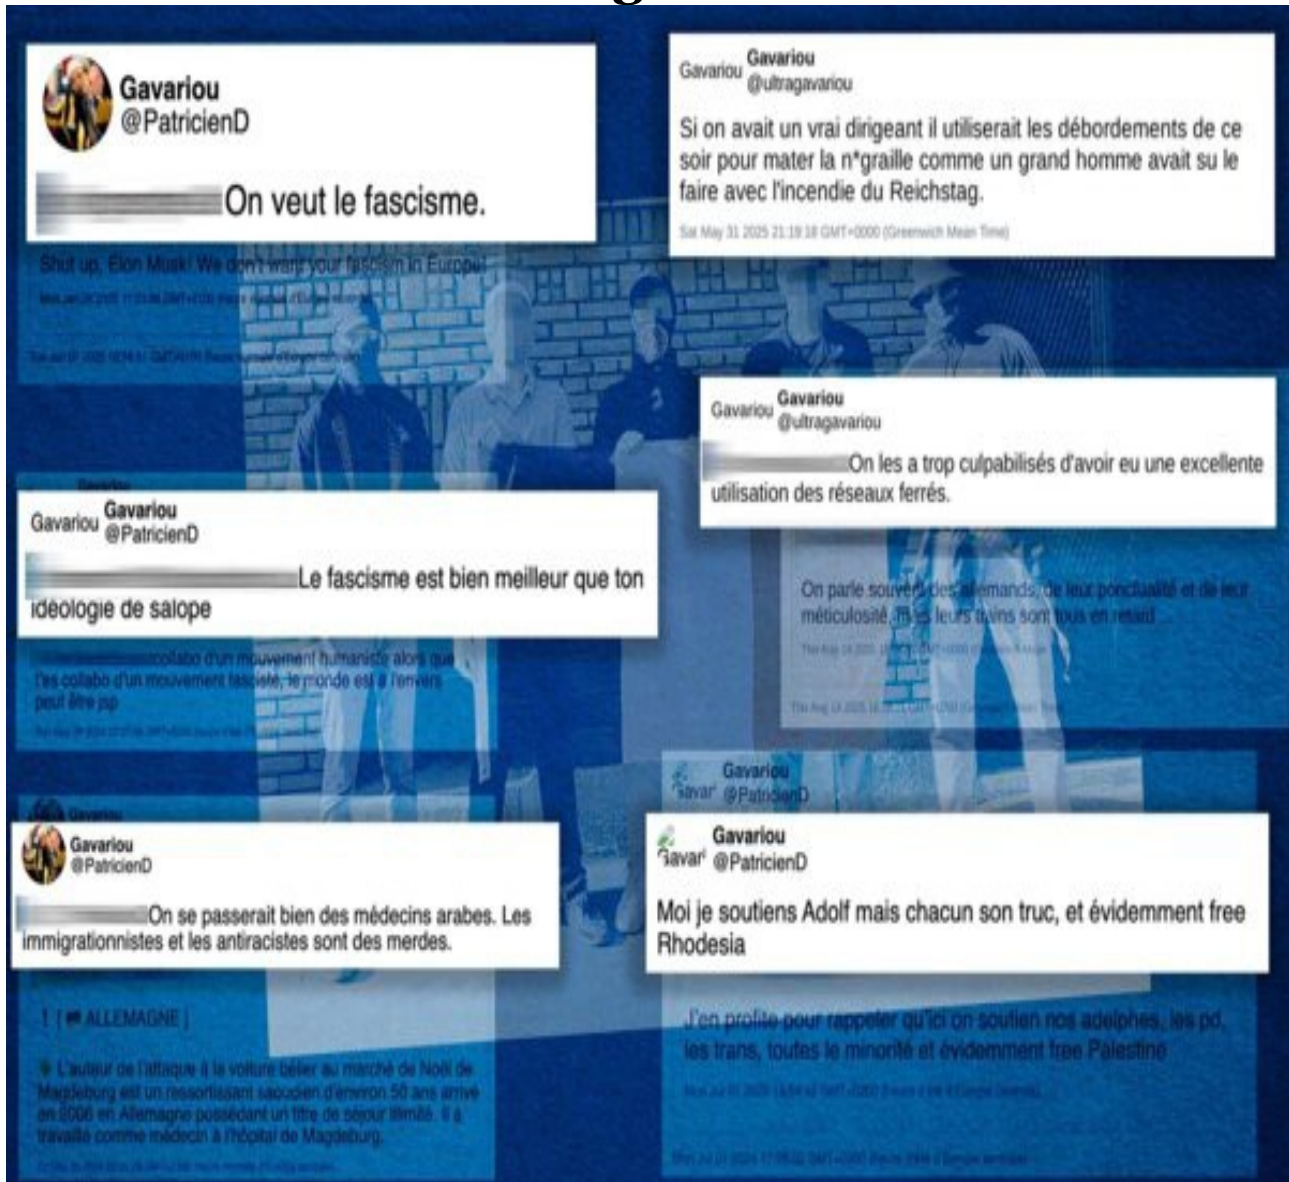 Gavariou
@PatricienD
On veut le fascisme.
Shut up, Elon Musk! We don't want your fascism in Europe!
Gavariou
Gavariou
@ultragavariou
Si on avait un vrai dirigeant il utiliserait les débordements de ce
soir pour mater la n*graille comme un grand homme avait su le
faire avec l'incendie du Reichstag.
Sat May 31 2025 21:19:18 GMT+0000 (Greenwich Mean Time)
Gavariou
Gavariou
@ultragavariou
On les a trop culpabilisés d'avoir eu une excellente
utilisation des réseaux ferrés.
On parle souvent des allemands, de leur ponctualité et de leur
méticulosité, mais leurs trains sont tous en retard
Gavariou
Gavariou
@PatricienD
Le fascisme est bien meilleur que ton
idéologie de salope
collabo d'un mouvement humaniste alors que
t'es collabo d'un mouvement fasciste, le monde est à l'envers
peut être jsp
Gavariou
Gavariou
@PatricienD
On se passerait bien des médecins arabes. Les
immigrationnistes et les antiracistes sont des merdes.
ALLEMAGNE
L'auteur de l'attaque à la voiture bélier au marché de Noël de
Magdeburg est un ressortissant saoudien d'environ 50 ans arrivé
en 2006 en Allemagne possédant un titre de séjour illimité. Il a
travaillé comme médecin à l'hôpital de Magdeburg.
Gavariou
@PatricienD
Gavariou
@PatricienD
Moi je soutiens Adolf mais chacun son truc, et évidemment free
Rhodesia
J'en profite pour rappeler qu'ici on soutien nos adelphes, les pd,
les trans, toutes le minorité et évidemment free Palestine